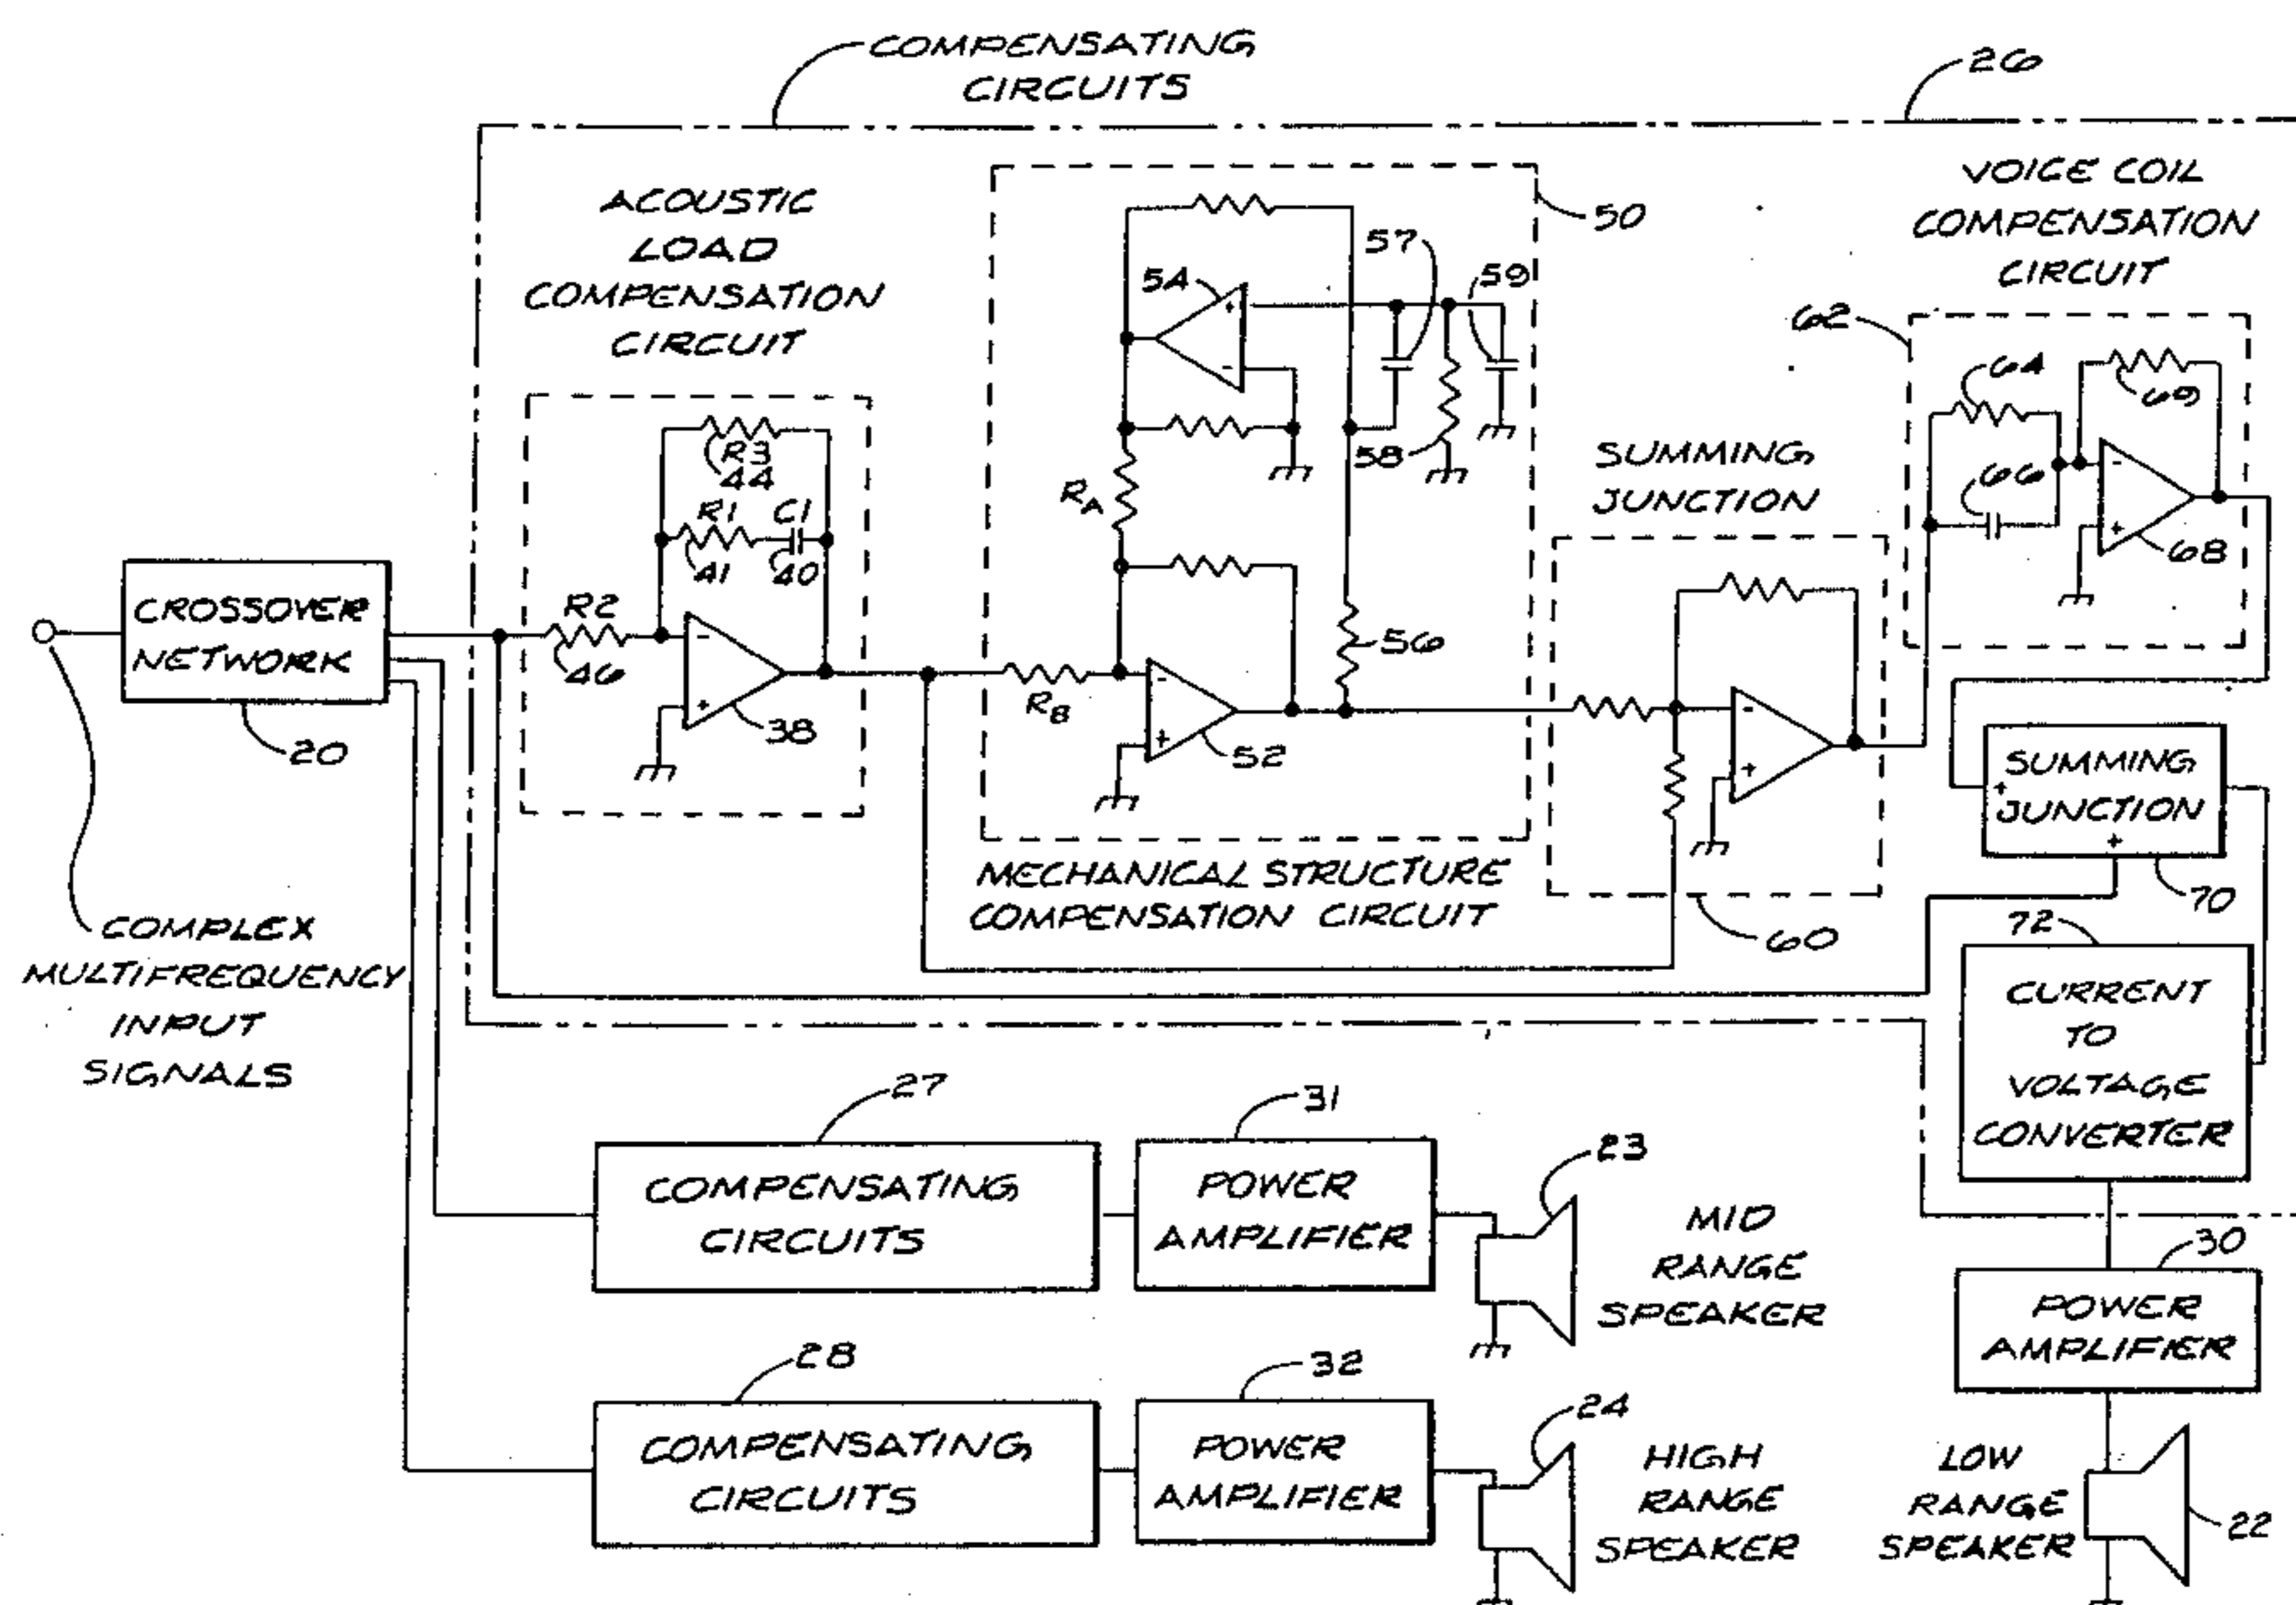 COMPENSATING
CIRCUITS
26
ACOUSTIC
LOAD
COMPENSATION
CIRCUIT
50
VOICE COIL
COMPENSATION
CIRCUIT
57
59
54
+
-
58
RA
62
64
66
69
-
+
68
R3
44
R1
C1
41
40
R2
46
-
+
38
RB
-
+
52
56
SUMMING
JUNCTION
-
+
60
CROSSOVER
NETWORK
20
MECHANICAL STRUCTURE
COMPENSATION CIRCUIT
+
SUMMING
JUNCTION
+
70
72
CURRENT
TO
VOLTAGE
CONVERTER
COMPLEX
MULTIFREQUENCY
INPUT
SIGNALS
27
COMPENSATING
CIRCUITS
31
POWER
AMPLIFIER
23
MID
RANGE
SPEAKER
30
POWER
AMPLIFIER
28
COMPENSATING
CIRCUITS
32
POWER
AMPLIFIER
24
HIGH
RANGE
SPEAKER
LOW
RANGE
SPEAKER
22